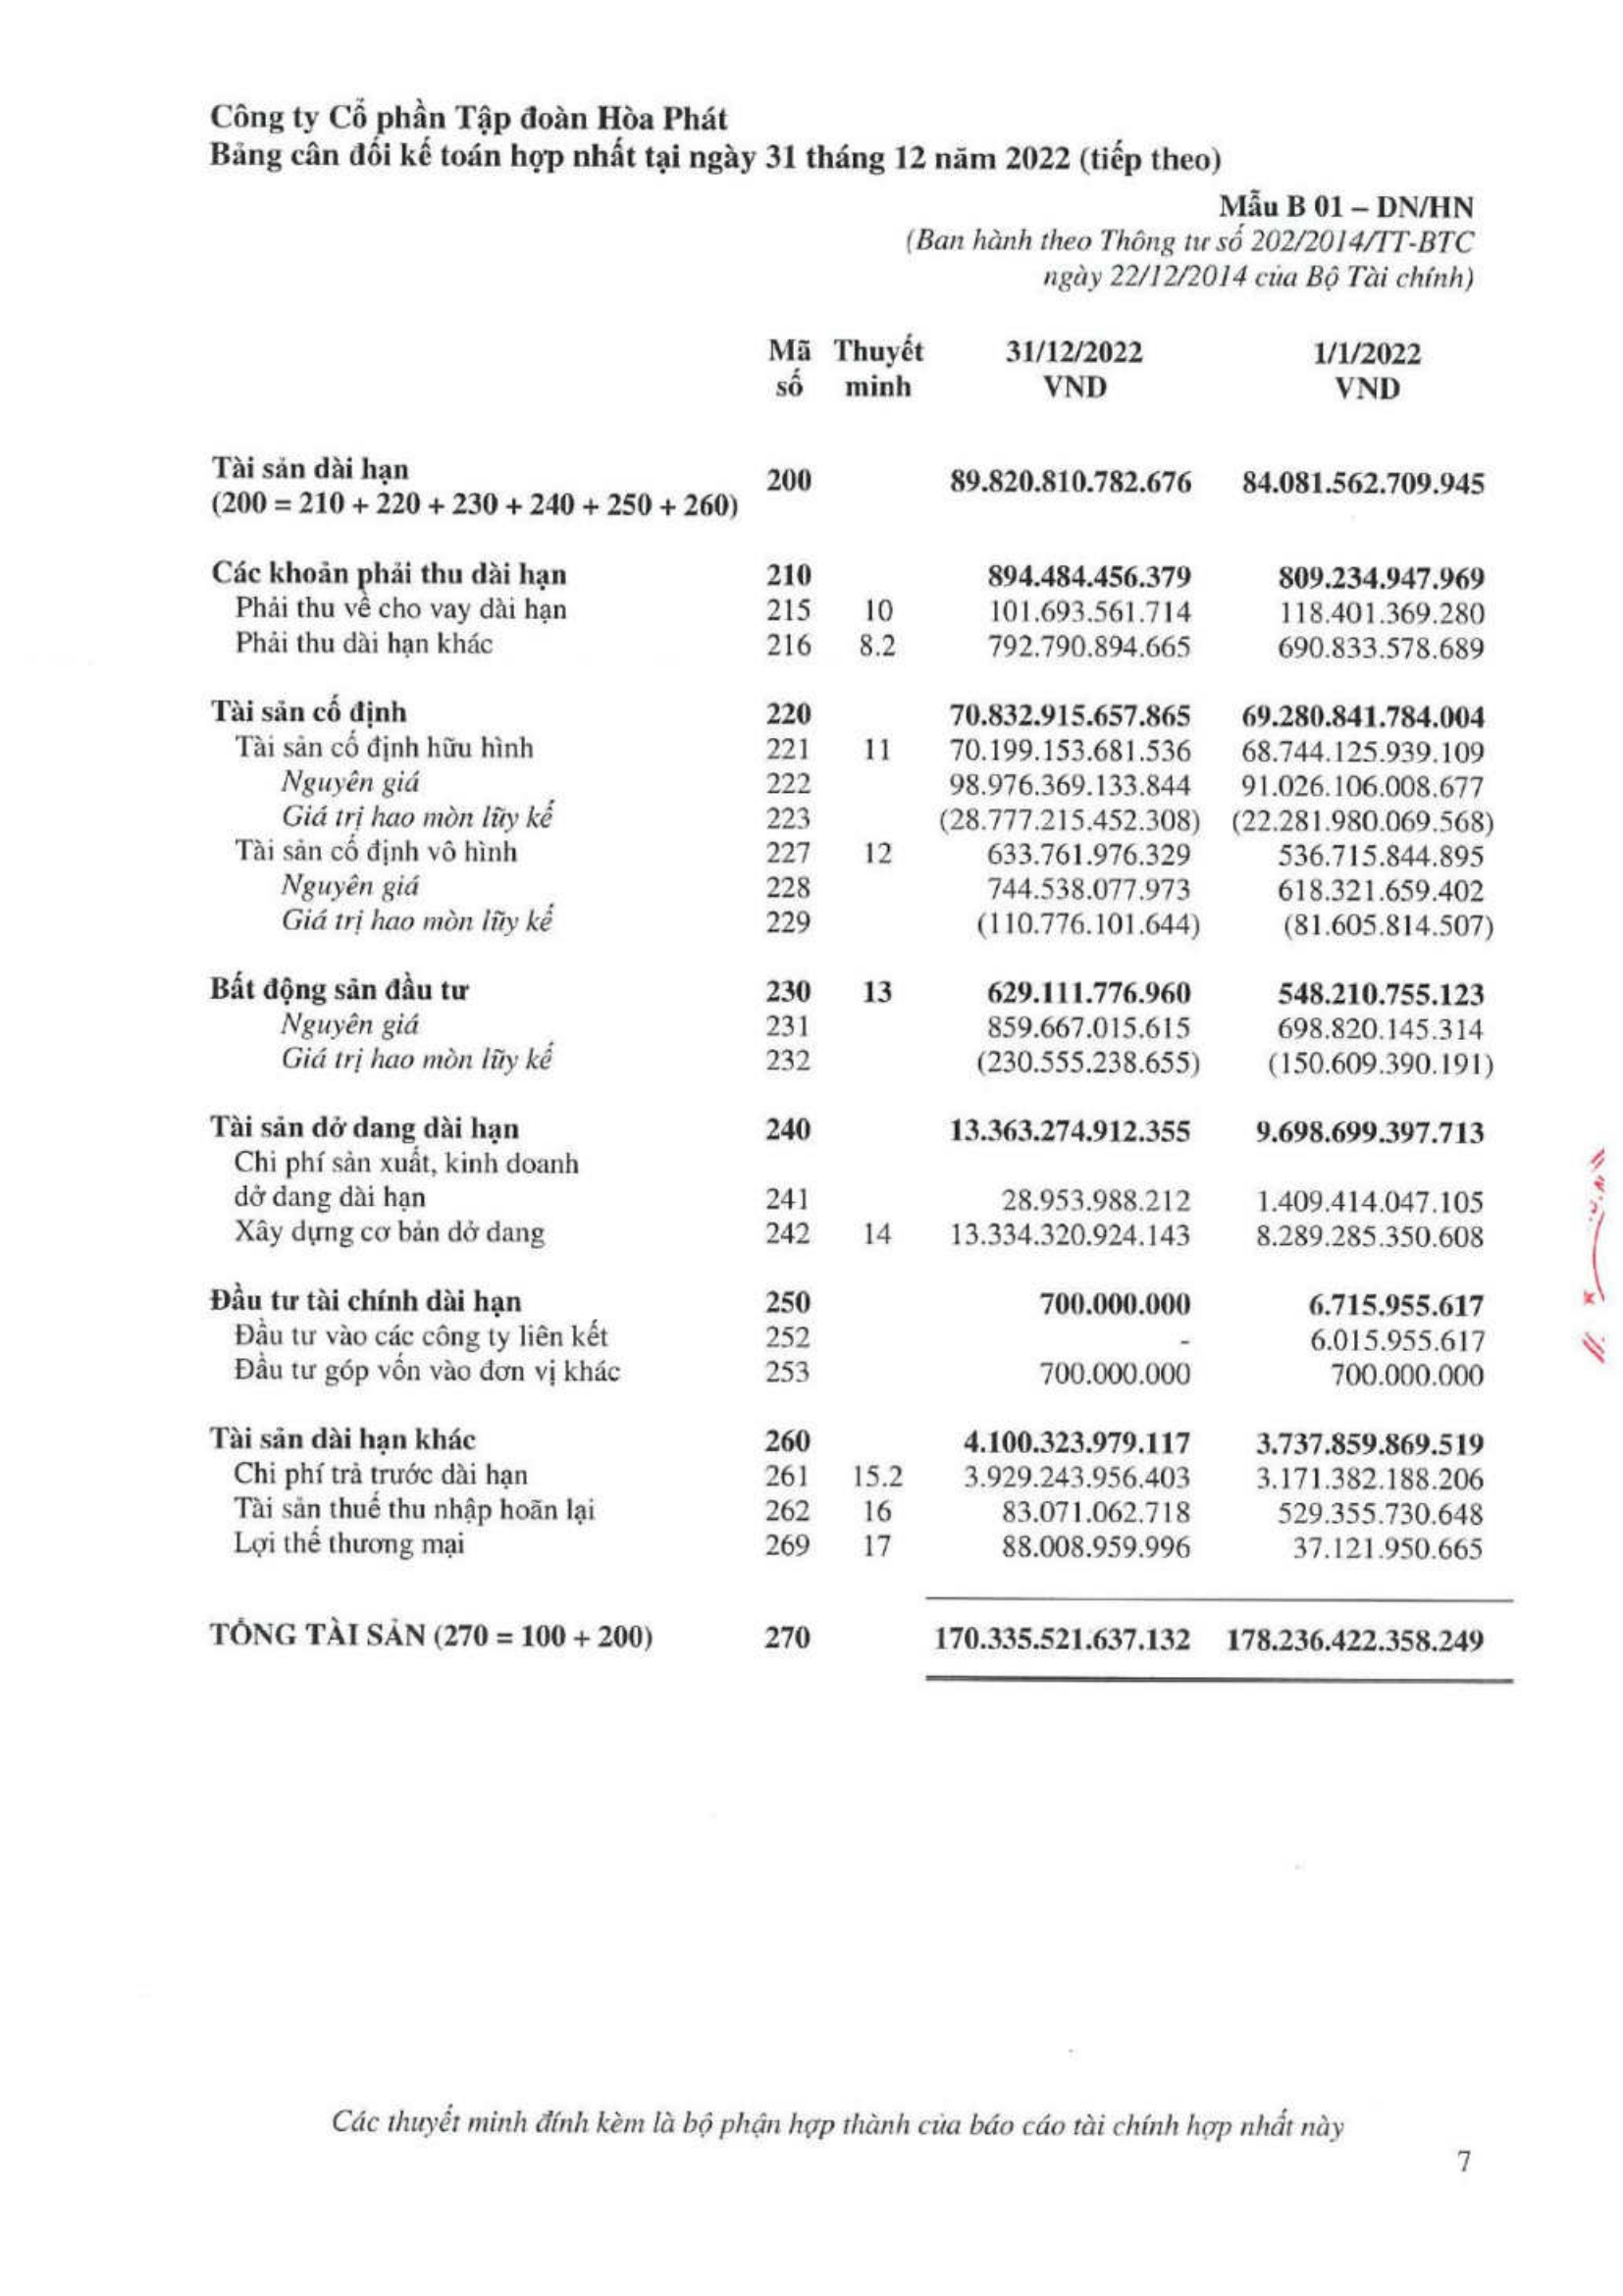 Công ty Cổ phần Tập đoàn Hòa Phát
Bảng cân đối kế toán hợp nhất tại ngày 31 tháng 12 năm 2022 (tiếp theo)
Mẫu B 01 – DN/HN
(Ban hành theo Thông tư số 202/2014/TT-BTC
ngày 22/12/2014 của Bộ Tài chính)
Mã Thuyết 31/12/2022 1/1/2022
số minh VND VND
Tài sản dài hạn
(200 = 210 + 220 + 230 + 240 + 250 + 260) 200 89.820.810.782.676 84.081.562.709.945
Các khoản phải thu dài hạn 210 894.484.456.379 809.234.947.969
Phải thu về cho vay dài hạn 215 10 101.693.561.714 118.401.369.280
Phải thu dài hạn khác 216 8.2 792.790.894.665 690.833.578.689
Tài sản cố định 220 70.832.915.657.865 69.280.841.784.004
Tài sản cố định hữu hình 221 11 70.199.153.681.536 68.744.125.939.109
Nguyên giá 222 98.976.369.133.844 91.026.106.008.677
Giá trị hao mòn lũy kế 223 (28.777.215.452.308) (22.281.980.069.568)
Tài sản cố định vô hình 227 12 633.761.976.329 536.715.844.895
Nguyên giá 228 744.538.077.973 618.321.659.402
Giá trị hao mòn lũy kế 229 (110.776.101.644) (81.605.814.507)
Bất động sản đầu tư 230 13 629.111.776.960 548.210.755.123
Nguyên giá 231 859.667.015.615 698.820.145.314
Giá trị hao mòn lũy kế 232 (230.555.238.655) (150.609.390.191)
Tài sản dở dang dài hạn 240 13.363.274.912.355 9.698.699.397.713
Chi phí sản xuất, kinh doanh
dở dang dài hạn 241 28.953.988.212 1.409.414.047.105
Xây dựng cơ bản dở dang 242 14 13.334.320.924.143 8.289.285.350.608
Đầu tư tài chính dài hạn 250 700.000.000 6.715.955.617
Đầu tư vào các công ty liên kết 252 - 6.015.955.617
Đầu tư góp vốn vào đơn vị khác 253 700.000.000 700.000.000
Tài sản dài hạn khác 260 4.100.323.979.117 3.737.859.869.519
Chi phí trả trước dài hạn 261 15.2 3.929.243.956.403 3.171.382.188.206
Tài sản thuế thu nhập hoãn lại 262 16 83.071.062.718 529.355.730.648
Lợi thế thương mại 269 17 88.008.959.996 37.121.950.665
TỔNG TÀI SẢN (270 = 100 + 200) 270 170.335.521.637.132 178.236.422.358.249
Các thuyết minh đính kèm là bộ phận hợp thành của báo cáo tài chính hợp nhất này
7